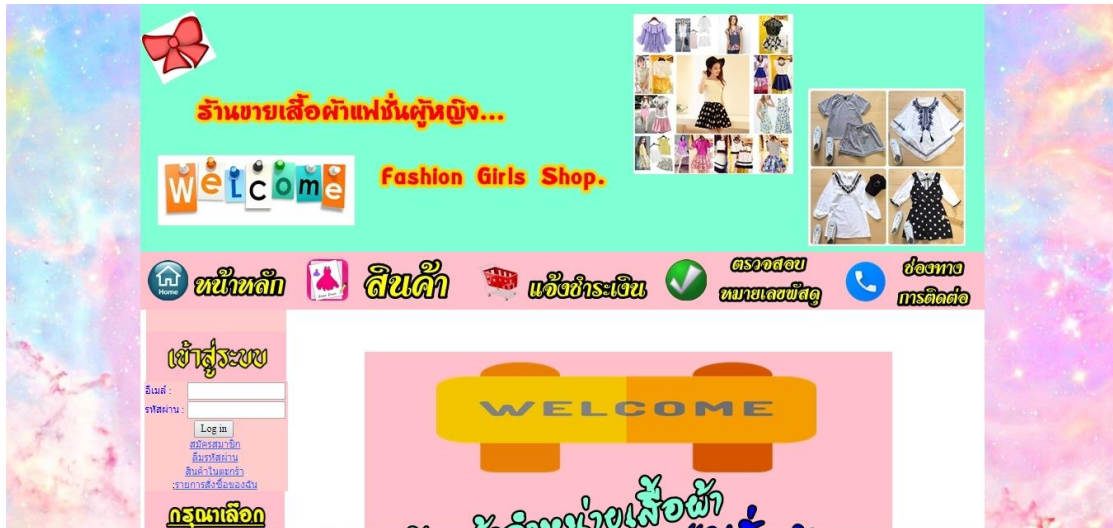 ร้านขายเสื้อผ้าแฟชั่นผู้หญิง...
Welcome
Fashion Girls Shop.
Home
หน้าหลัก
สินค้า
แจ้งชำระเงิน
ตรวจสอบ
หมายเลขพัสดุ
ช่องทาง
การติดต่อ
เข้าสู่ระบบ
อีเมล์ :
รหัสผ่าน :
Log in
สมัครสมาชิก
ลืมรหัสผ่าน
สินค้าในตะกร้า
;รายการสั่งซื้อของฉัน
กรุณาเลือก
WELCOME